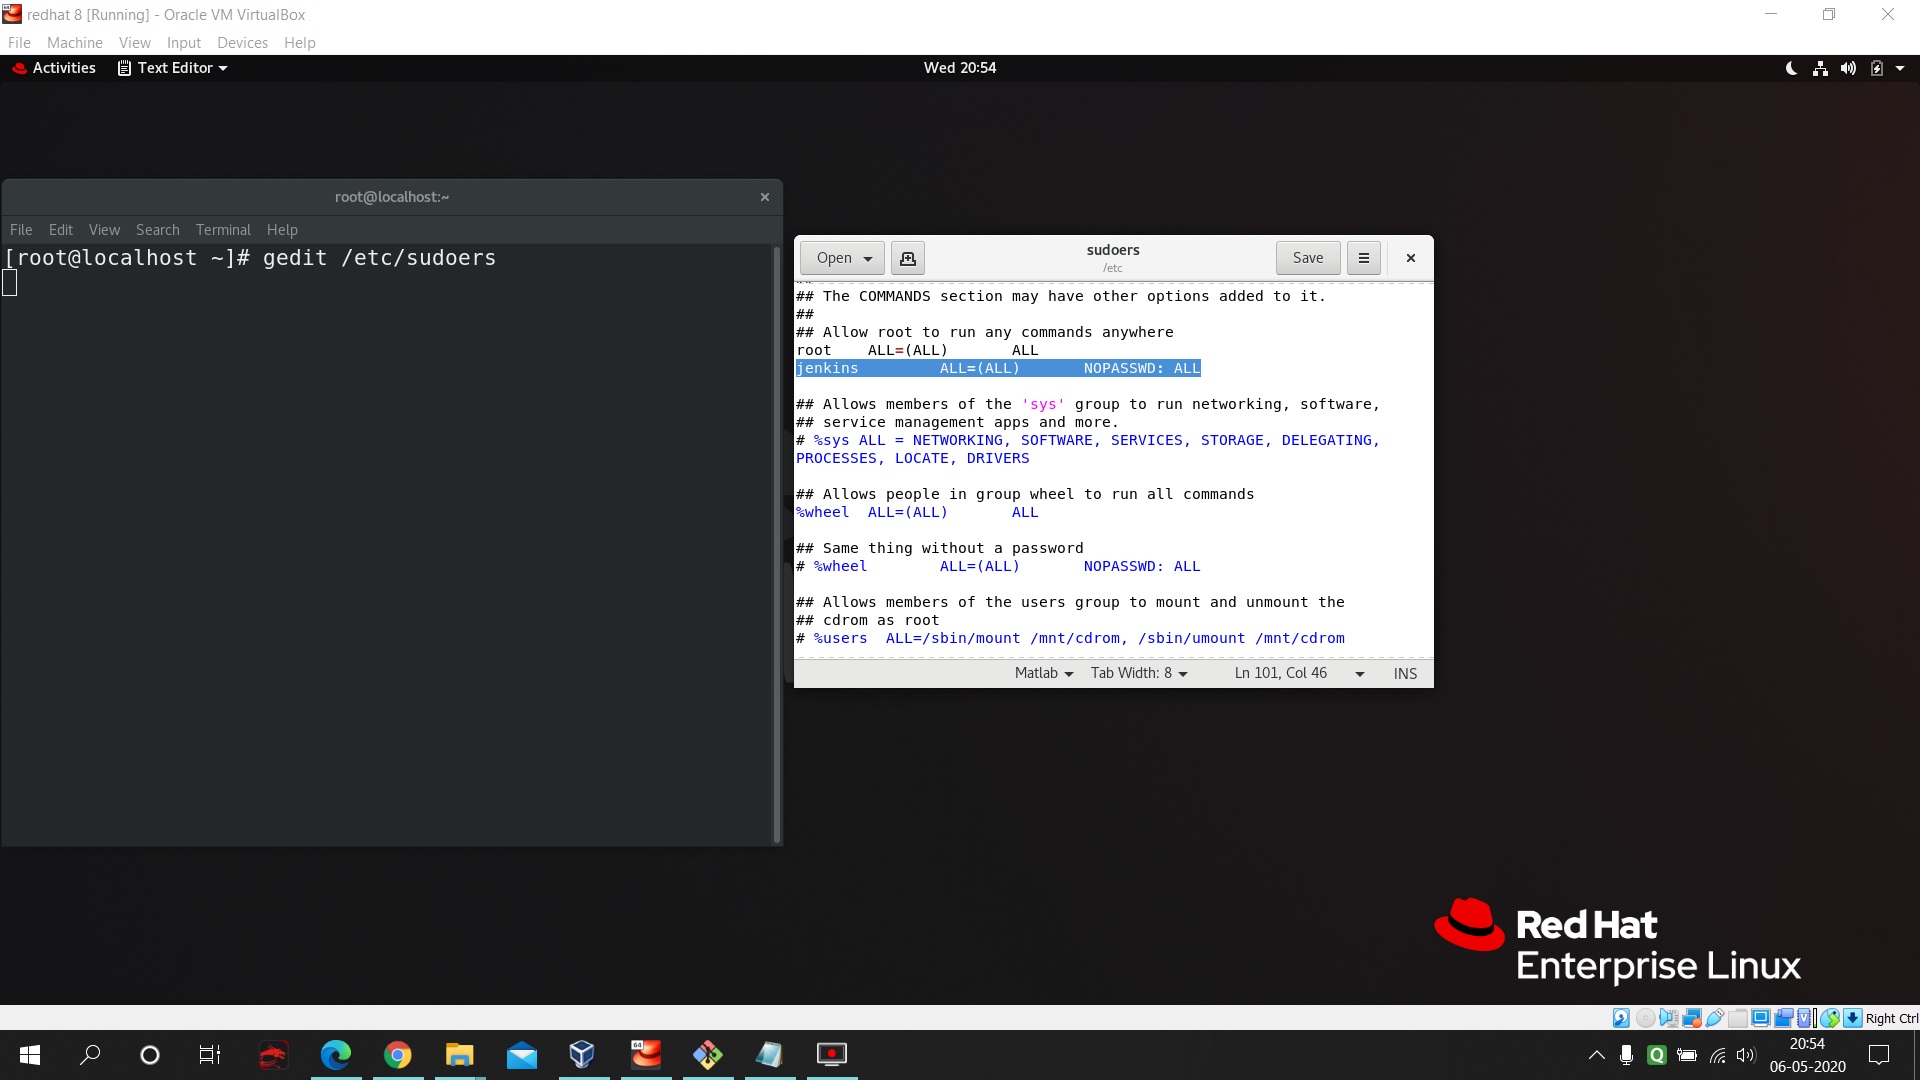 redhat 8 [Running] - Oracle VM VirtualBox
File Machine View Input Devices Help
Activities Text Editor Wed 20:54
root@localhost:~
File Edit View Search Terminal Help
[root@localhost ~]# gedit /etc/sudoers
Open sudoers Save
/etc
## The COMMANDS section may have other options added to it.
##
## Allow root to run any commands anywhere
root ALL=(ALL) ALL
jenkins ALL=(ALL) NOPASSWD: ALL
## Allows members of the 'sys' group to run networking, software,
## service management apps and more.
# %sys ALL = NETWORKING, SOFTWARE, SERVICES, STORAGE, DELEGATING,
PROCESSES, LOCATE, DRIVERS
## Allows people in group wheel to run all commands
%wheel ALL=(ALL) ALL
## Same thing without a password
# %wheel ALL=(ALL) NOPASSWD: ALL
## Allows members of the users group to mount and unmount the
## cdrom as root
# %users ALL=/sbin/mount /mnt/cdrom, /sbin/umount /mnt/cdrom
Matlab Tab Width: 8 Ln 101, Col 46 INS
Red Hat
Enterprise Linux
Right Ctrl
64
Q
20:54
06-05-2020